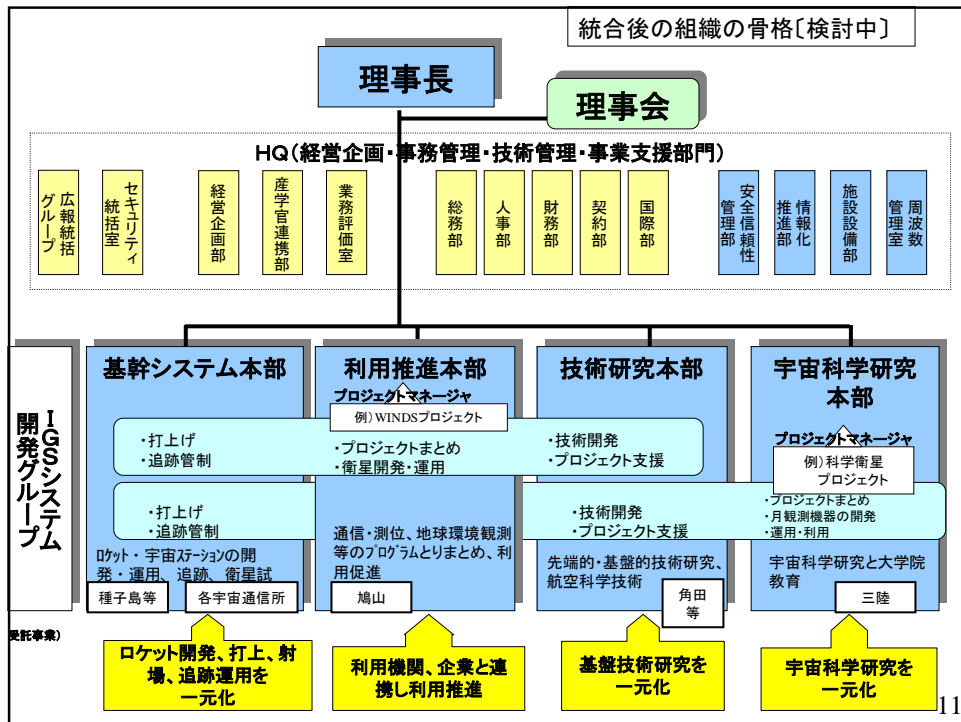 統合後の組織の骨格〔検討中〕
理事長
理事会
HQ(経営企画・事務管理・技術管理・事業支援部門)
広報統括
グループ
セキュリティ
統括室
経営企画部
産学官連携部
業務評価室
総務部
人事部
財務部
契約部
国際部
安全信頼性
管理部
情報化
推進部
施設設備部
周波数
管理室
IGSシステム
開発グループ
受託事業)
基幹システム本部
利用推進本部
技術研究本部
宇宙科学研究
本部
プロジェクトマネージャ
例)WINDSプロジェクト
・打上げ
・追跡管制
・プロジェクトまとめ
・衛星開発・運用
・技術開発
・プロジェクト支援
プロジェクトマネージャ
例)科学衛星
プロジェクト
・打上げ
・追跡管制
・技術開発
・プロジェクト支援
・プロジェクトまとめ
・月観測機器の開発
・運用・利用
ロケット・宇宙ステーションの開
発・運用、追跡、衛星試
通信・測位、地球環境観測
等のプログラムとりまとめ、利
用促進
先端的・基盤的技術研究、
航空科学技術
宇宙科学研究と大学院
教育
種子島等
各宇宙通信所
鳩山
角田
等
三陸
ロケット開発、打上、射
場、追跡運用を
一元化
利用機関、企業と連
携し利用推進
基盤技術研究を
一元化
宇宙科学研究を
一元化
11